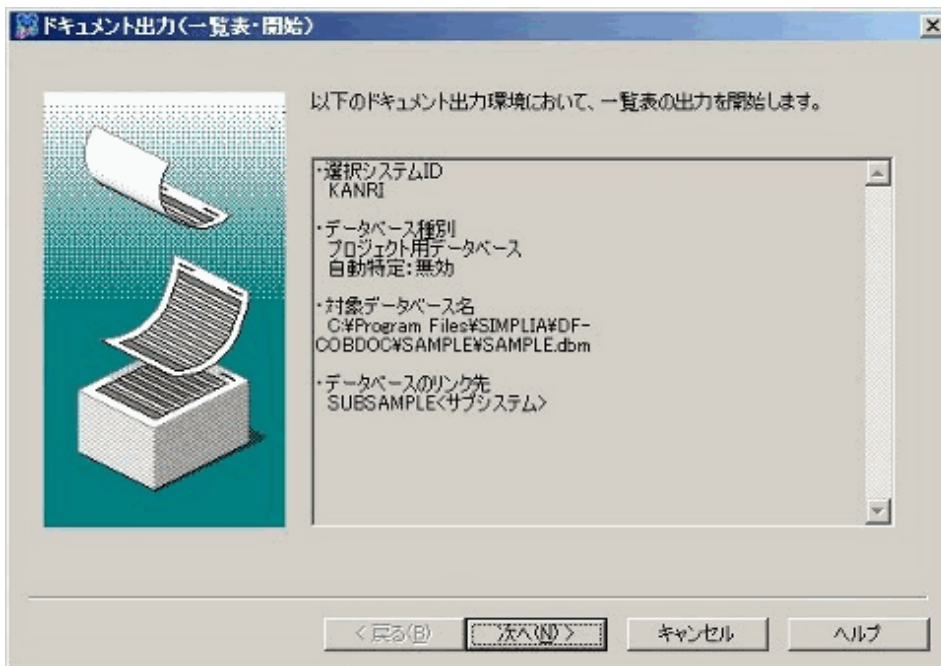 ドキュメント出力(一覧表・開始)
以下のドキュメント出力環境において、一覧表の出力を開始します。
・選択システムID
KANRI
・データベース種別
プロジェクト用データベース
自動特定:無効
・対象データベース名
C:¥Program Files¥SIMPLIA¥DF-
COBDOC¥SAMPLE¥SAMPLE.dbm
・データベースのリンク先
SUBSAMPLE<サブシステム>
< 戻る(B)
次へ(N) >
キャンセル
ヘルプ